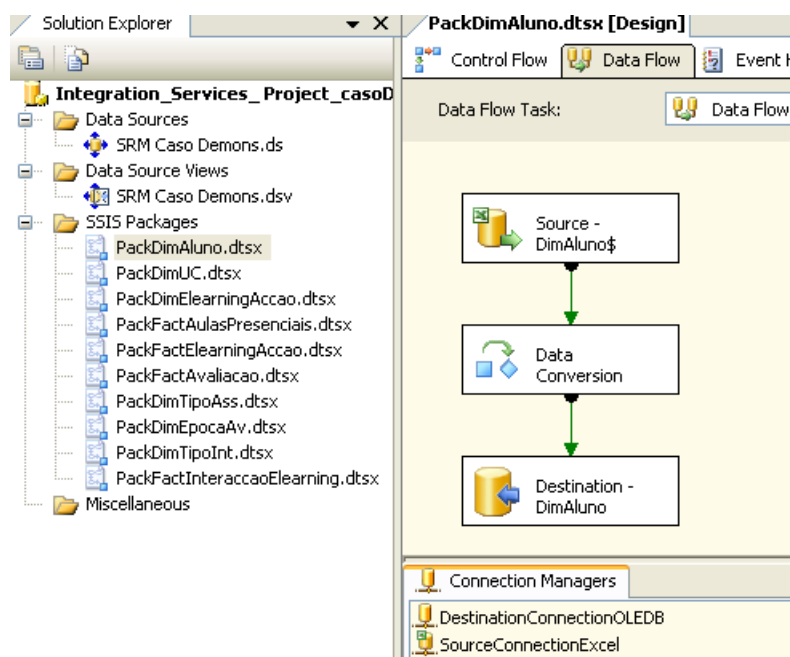 Solution Explorer
Integration_Services_ Project_casoD
Data Sources
SRM Caso Demons.ds
Data Source Views
SRM Caso Demons.dsv
SSIS Packages
PackDimAluno.dtsx
PackDimUC.dtsx
PackDimElearningAccao.dtsx
PackFactAulasPresenciais.dtsx
PackFactElearningAccao.dtsx
PackFactAvaliacao.dtsx
PackDimTipoAss.dtsx
PackDimEpocaAv.dtsx
PackDimTipoInt.dtsx
PackFactInteraccaoElearning.dtsx
Miscellaneous
PackDimAluno.dtsx [Design]
Control Flow
Data Flow
Event H
Data Flow Task:
Data Flow
Source -
DimAluno$
Data
Conversion
Destination -
DimAluno
Connection Managers
DestinationConnectionOLEDB
SourceConnectionExcel